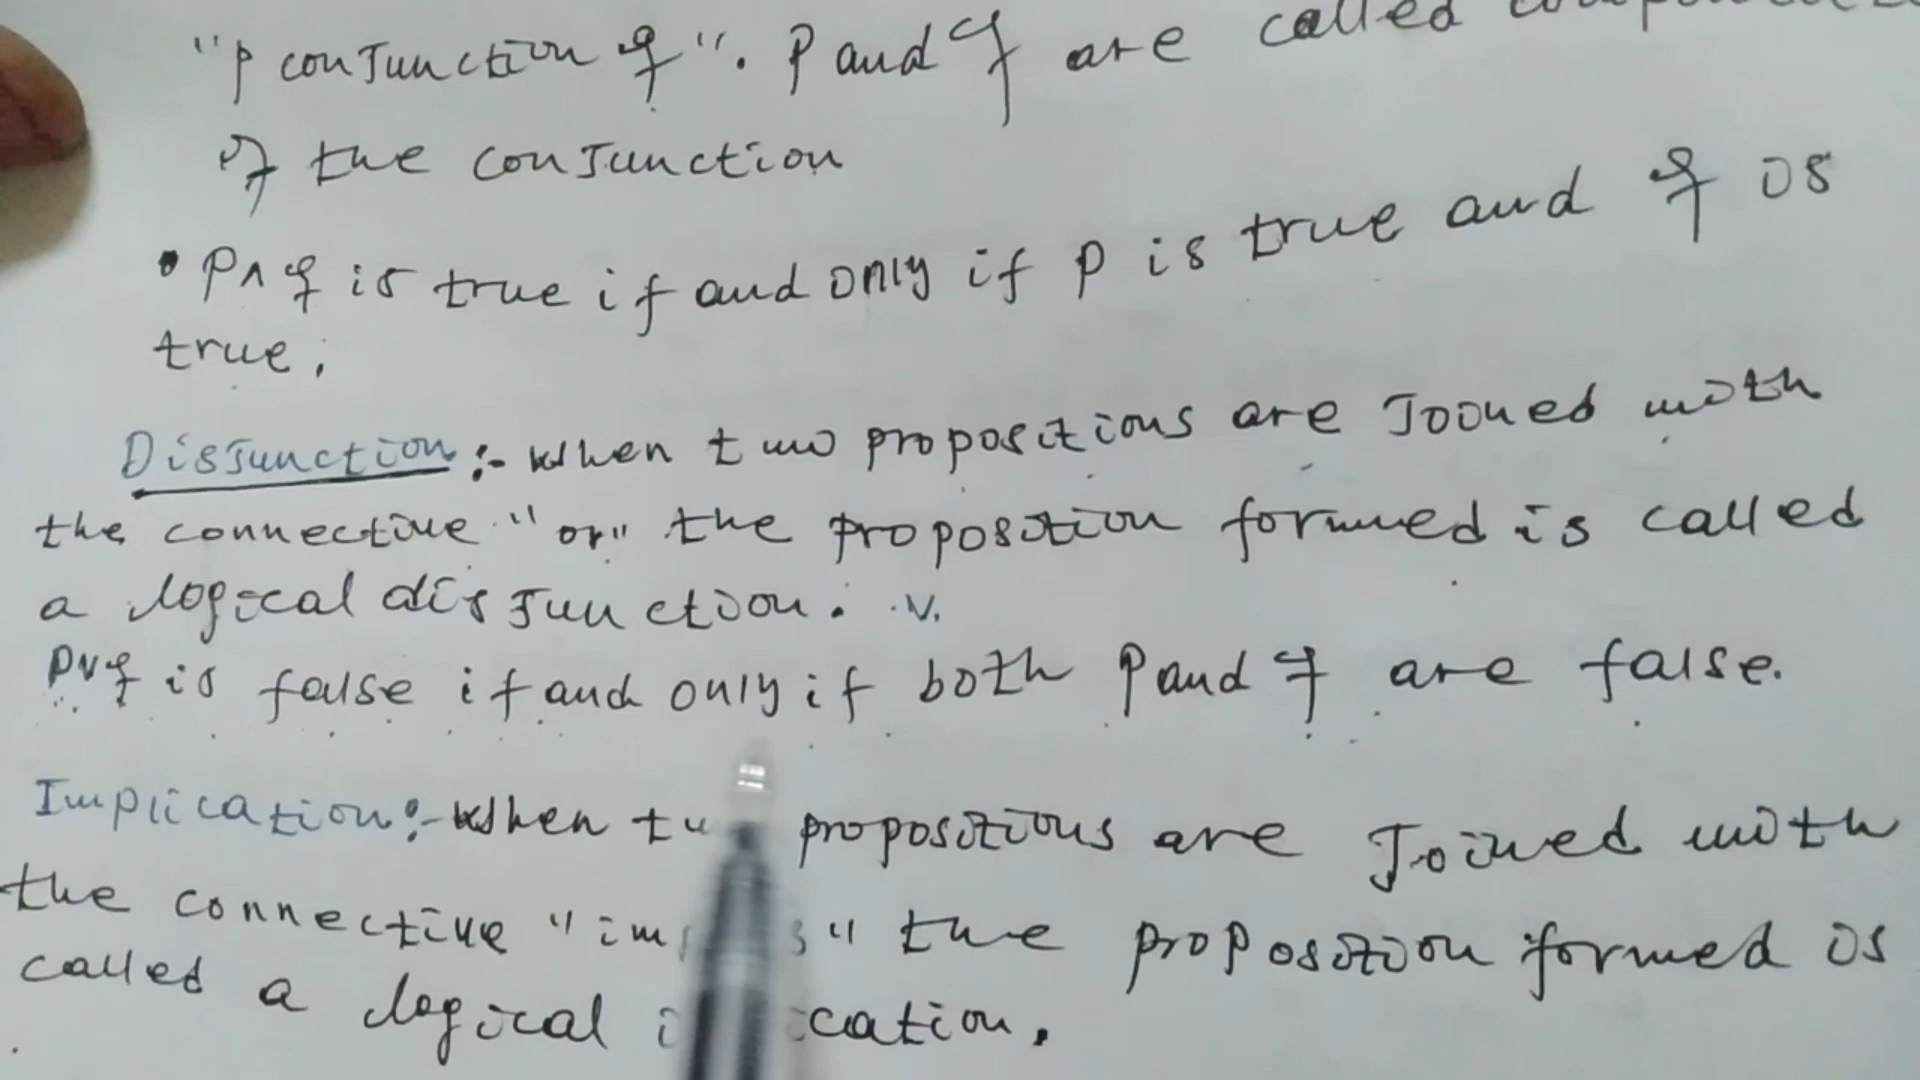 "p conjunction q". P and q are called
of the conjunction
• P∧q is true if and only if p is true and q is
true.
Disjunction :- when two propositions are Joined with
the connective "or" the proposition formed is called
a logical disjunction. ∨.
P∨q is false if and only if both P and q are false.
Implication :- when propositions are Joined with
the connective " " the proposition formed is
called a logical